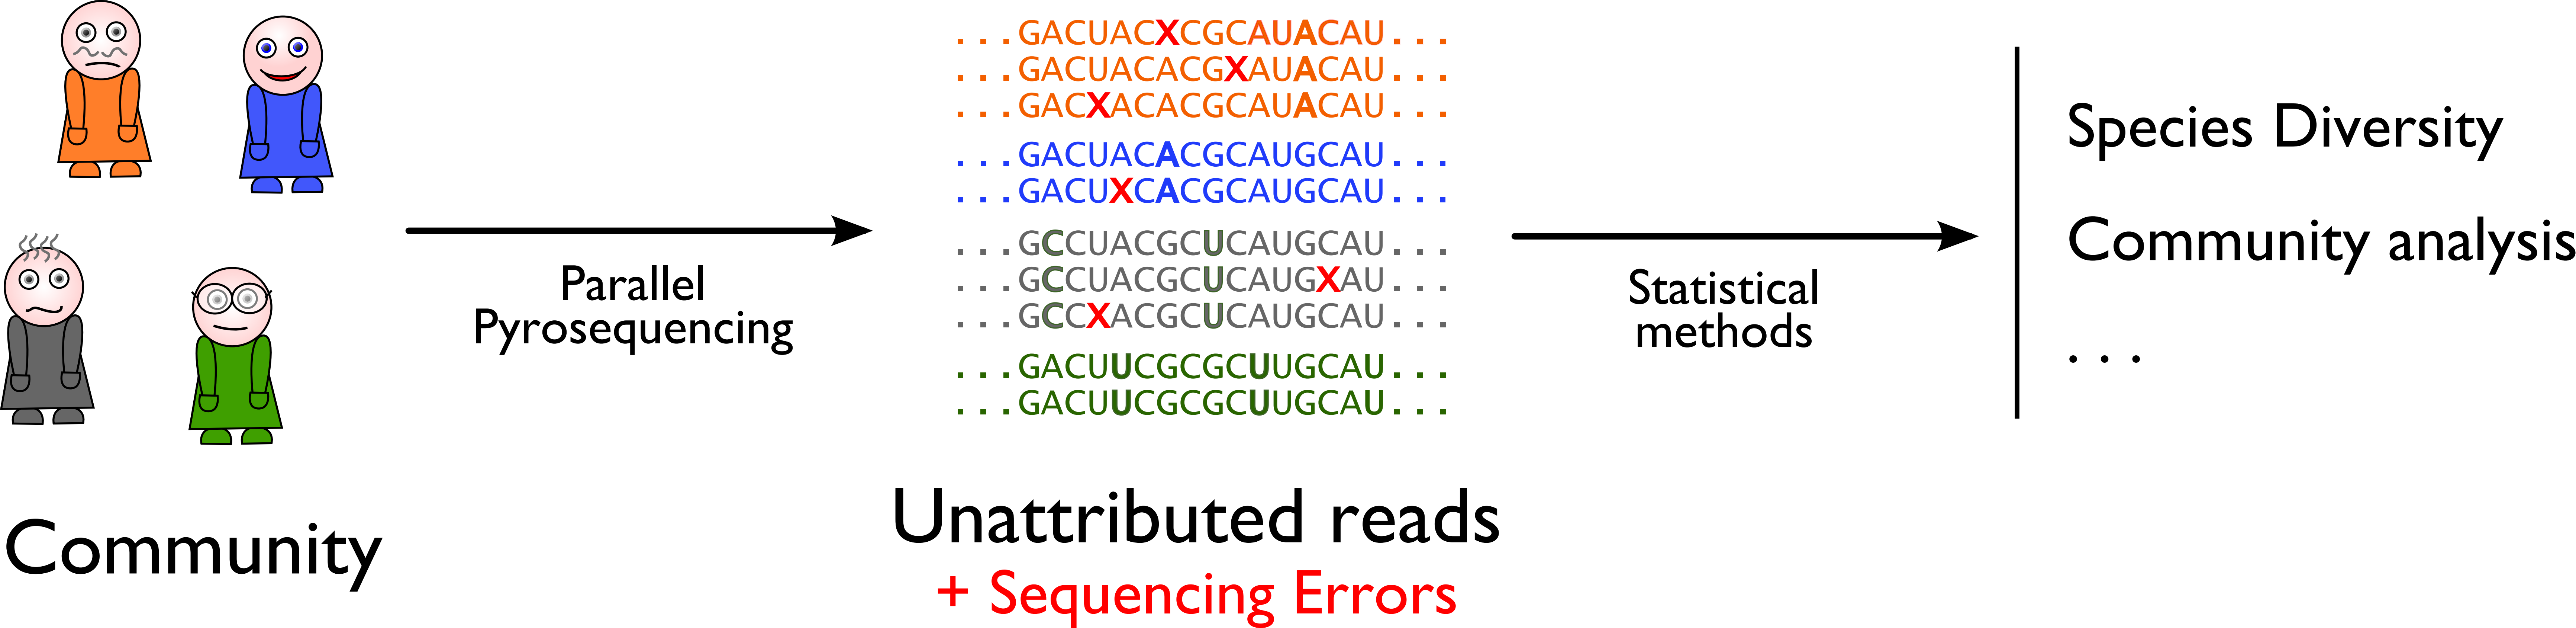 Community
Parallel
Pyrosequencing
. . . GACUACXCGCAUACAU . . .
. . . GACUACACGXAUACAU . . .
. . . GACXACACGCAUACAU . . .
. . . GACUACACGCAUGCAU . . .
. . . GACUXCACGCAUGCAU . . .
. . . GCCUACGCUCAUGCAU . . .
. . . GCCUACGCUCAUGXAU . . .
. . . GCCXACGCUCAUGCAU . . .
. . . GACUUCGCGCUUGCAU . . .
. . . GACUUCGCGCUUGCAU . . .
Unattributed reads
+ Sequencing Errors
Statistical
methods
Species Diversity
Community analysis
. . .